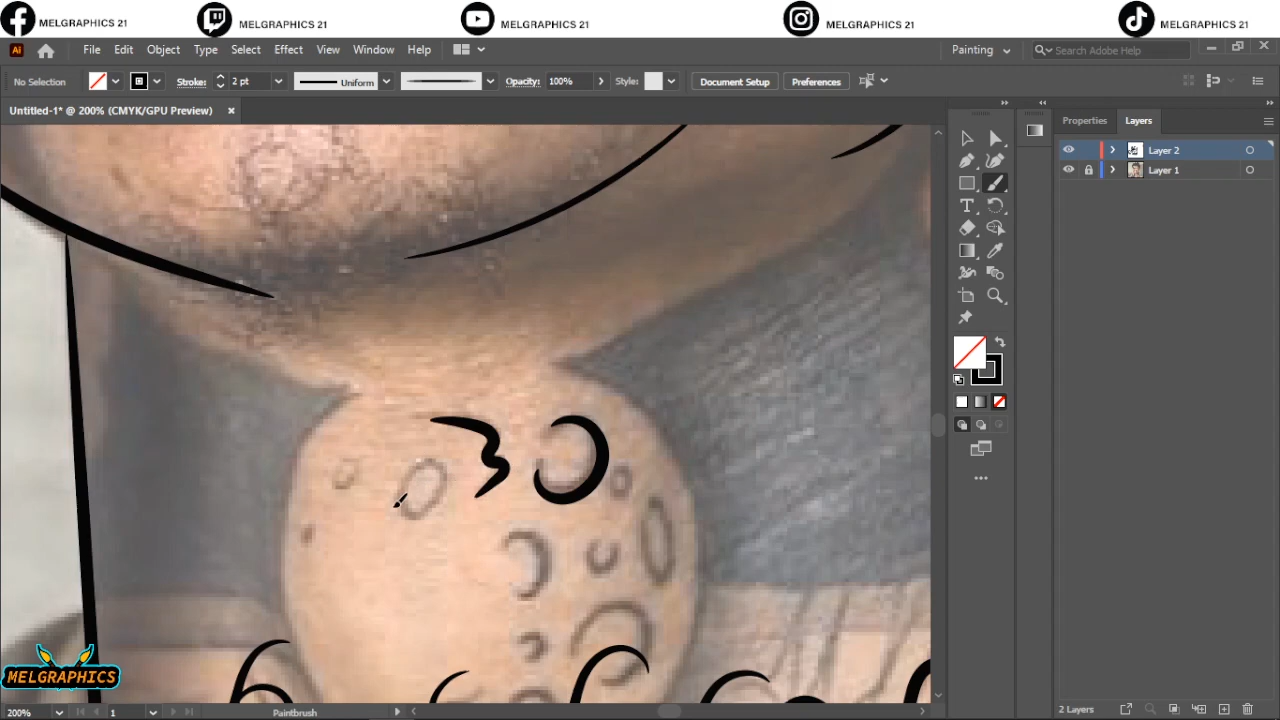 MELGRAPHICS 21 MELGRAPHICS 21 MELGRAPHICS 21 MELGRAPHICS 21 MELGRAPHICS 21
Ai File Edit Object Type Select Effect View Window Help Painting Search Adobe Help
No Selection Stroke: 2 pt Uniform Opacity: 100% Style: Document Setup Preferences
Untitled-1* @ 200% (CMYK/GPU Preview) Properties Layers
Layer 2
Layer 1
MELGRAPHICS
200% 1 Paintbrush 2 Layers